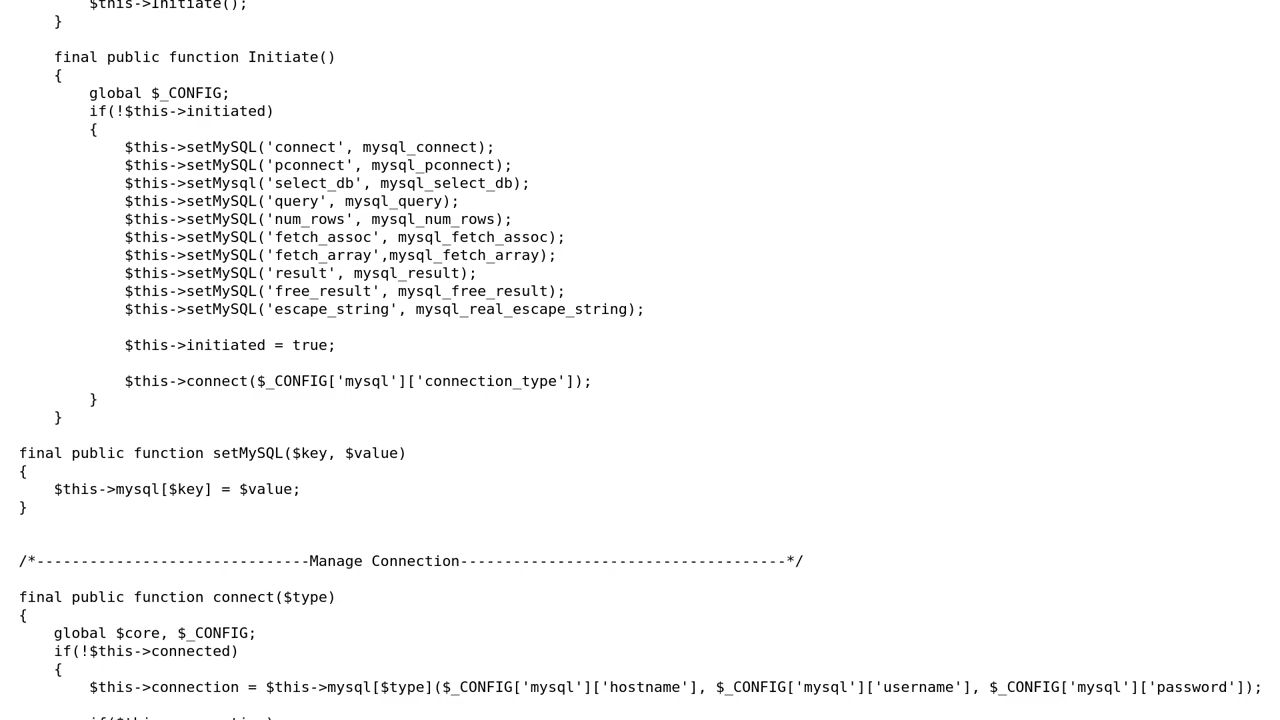 $this->Initiate();
}
final public function Initiate()
{
global $_CONFIG;
if(!$this->initiated)
{
$this->setMySQL('connect', mysql_connect);
$this->setMySQL('pconnect', mysql_pconnect);
$this->setMysql('select_db', mysql_select_db);
$this->setMySQL('query', mysql_query);
$this->setMySQL('num_rows', mysql_num_rows);
$this->setMySQL('fetch_assoc', mysql_fetch_assoc);
$this->setMySQL('fetch_array',mysql_fetch_array);
$this->setMySQL('result', mysql_result);
$this->setMySQL('free_result', mysql_free_result);
$this->setMySQL('escape_string', mysql_real_escape_string);
$this->initiated = true;
$this->connect($_CONFIG['mysql']['connection_type']);
}
}
final public function setMySQL($key, $value)
{
$this->mysql[$key] = $value;
}
/*-------------------------------Manage Connection-------------------------------------*/
final public function connect($type)
{
global $core, $_CONFIG;
if(!$this->connected)
{
$this->connection = $this->mysql[$type]($_CONFIG['mysql']['hostname'], $_CONFIG['mysql']['username'], $_CONFIG['mysql']['password']);